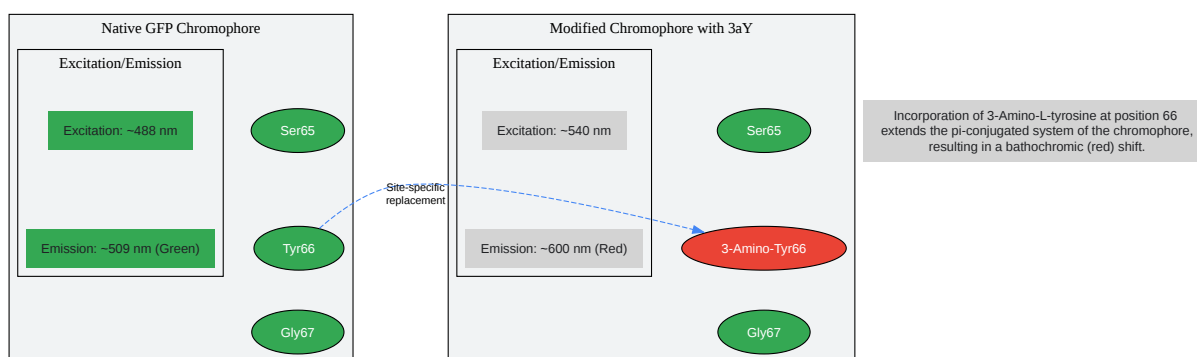 Native GFP Chromophore
Excitation/Emission
Excitation: ~488 nm
Ser65
Emission: ~509 nm (Green)
Tyr66
Gly67
Site-specific
replacement
Modified Chromophore with 3aY
Excitation/Emission
Excitation: ~540 nm
Ser65
Emission: ~600 nm (Red)
3-Amino-Tyr66
Gly67
Incorporation of 3-Amino-L-tyrosine at position 66
extends the pi-conjugated system of the chromophore,
resulting in a bathochromic (red) shift.